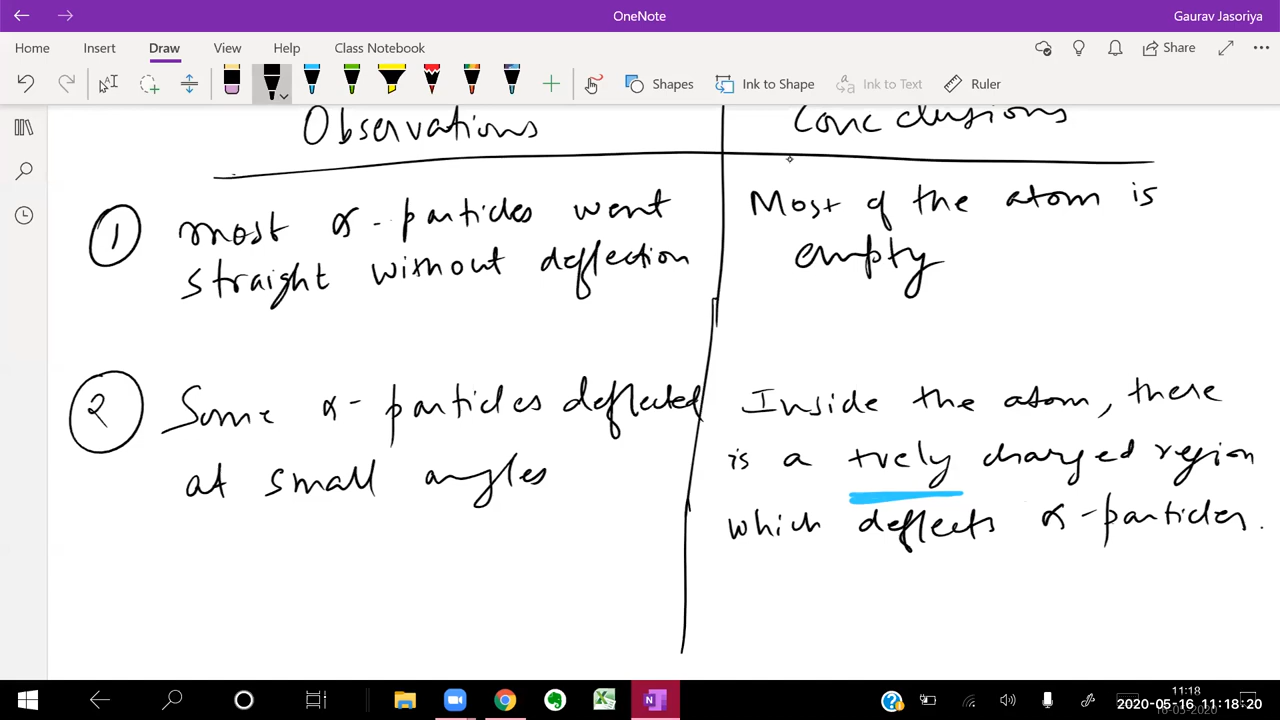 OneNote
Gaurav Jasoriya
Home Insert Draw View Help Class Notebook
Share
Shapes Ink to Shape Ink to Text Ruler
Observations
Conclusions
1 most α-particles went
straight without deflection
Most of the atom is
empty
2 Some α-particles deflected
at small angles
Inside the atom, there
is a +vely charged region
which deflects α-particles.
11:18
2020-05-16 11:18:20
16-05-2020